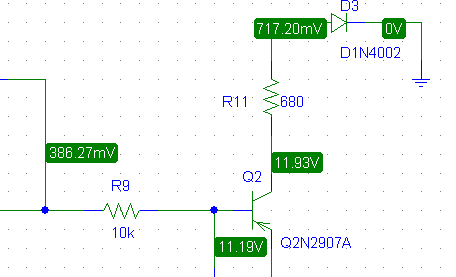 D3
717.20mV
0V
D1N4002
R11
680
386.27mV
11.93V
Q2
R9
10k
11.19V
Q2N2907A